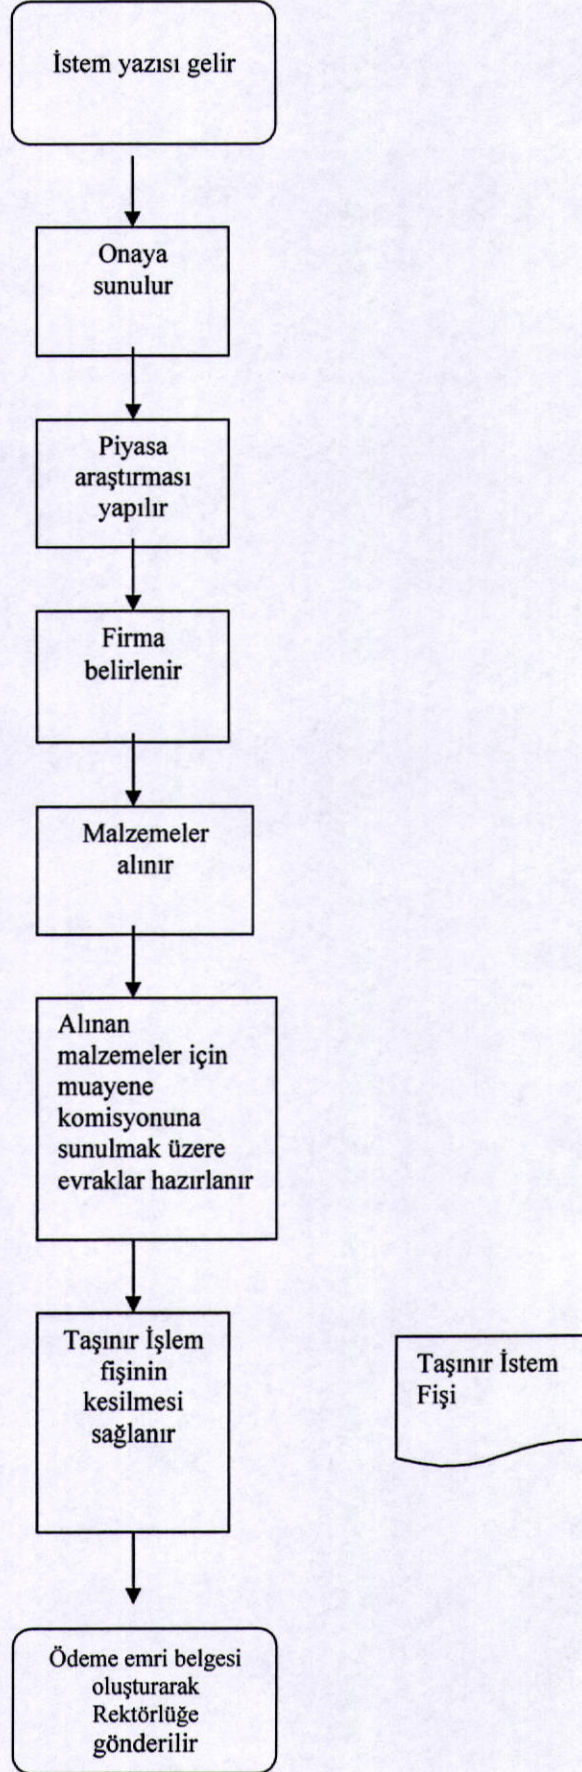 İstem yazısı gelir
Onaya
sunulur
Piyasa
araştırması
yapılır
Firma
belirlenir
Malzemeler
alınır
Alınan
malzemeler için
muayene
komisyonuna
sunulmak üzere
evraklar hazırlanır
Taşınır İşlem
fişinin
kesilmesi
sağlanır
Taşınır İstem
Fişi
Ödeme emri belgesi
oluşturarak
Rektörlüğe
gönderilir